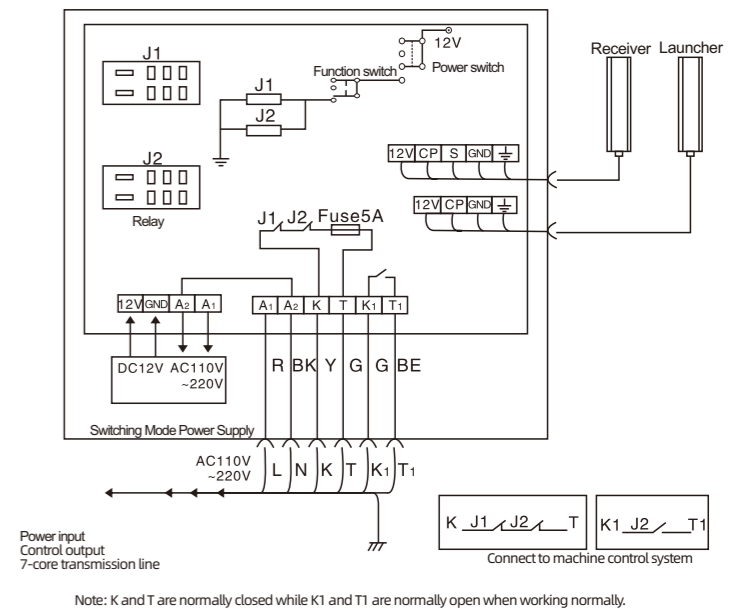 J1
J2
Relay
12V
Function switch
Power switch
J1
J2
Receiver Launcher
12V CP S GND
12V CP GND
J1 J2 Fuse5A
12V GND A2 A1
A1 A2 K T K1 T1
DC12V AC110V
~220V
R BK Y G G BE
Switching Mode Power Supply
AC110V
~220V
L N K T K1 T1
Power input
Control output
7-core transmission line
K J1 J2 T
K1 J2 T1
Connect to machine control system
Note: K and T are normally closed while K1 and T1 are normally open when working normally.